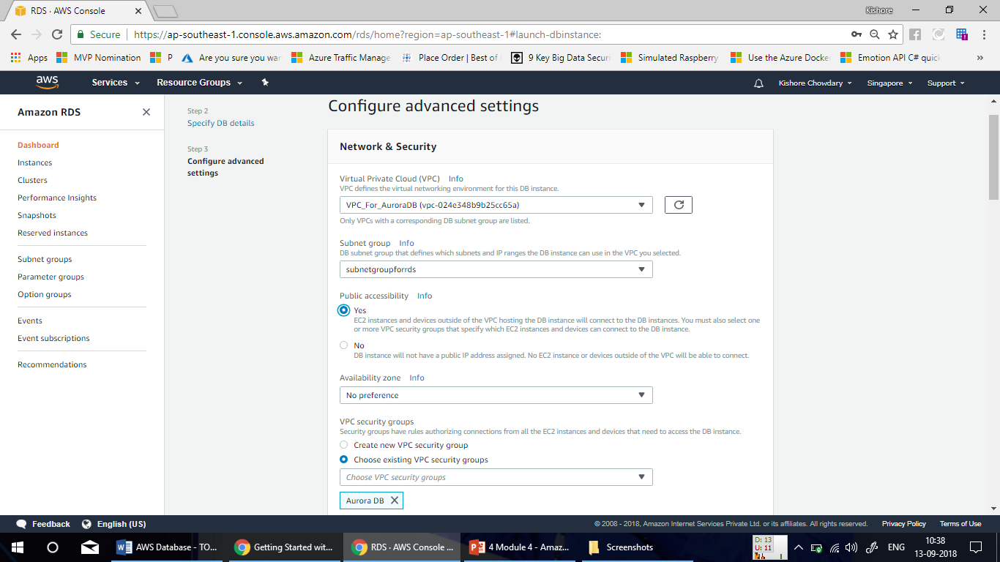 RDS · AWS Console
Kishore
Secure
https://ap-southeast-1.console.aws.amazon.com/rds/home?region=ap-southeast-1#launch-dbinstance:
Apps
MVP Nomination
P
Are you sure you wan
Azure Traffic Manage
Place Order | Best of
9 Key Big Data Securi
Simulated Raspberry
Use the Azure Docke
Emotion API C# quick
»
aws
Services
Resource Groups
Kishore Chowdary
Singapore
Support
Amazon RDS
Dashboard
Instances
Clusters
Performance Insights
Snapshots
Reserved instances
Subnet groups
Parameter groups
Option groups
Events
Event subscriptions
Recommendations
Step 2
Specify DB details
Step 3
Configure advanced
settings
Configure advanced settings
Network & Security
Virtual Private Cloud (VPC) Info
VPC defines the virtual networking environment for this DB instance.
VPC_For_AuroraDB (vpc-024e348b9b25cc65a)
Only VPCs with a corresponding DB subnet group are listed.
Subnet group Info
DB subnet group that defines which subnets and IP ranges the DB instance can use in the VPC you selected.
subnetgroupforrds
Public accessibility Info
Yes
EC2 instances and devices outside of the VPC hosting the DB instance will connect to the DB instances. You must also select one
or more VPC security groups that specify which EC2 instances and devices can connect to the DB instance.
No
DB instance will not have a public IP address assigned. No EC2 instance or devices outside of the VPC will be able to connect.
Availability zone Info
No preference
VPC security groups
Security groups have rules authorizing connections from all the EC2 instances and devices that need to access the DB instance.
Create new VPC security group
Choose existing VPC security groups
Choose VPC security groups
Aurora DB
Feedback
English (US)
© 2008 - 2018, Amazon Internet Services Private Ltd. or its affiliates. All rights reserved.
Privacy Policy
Terms of Use
AWS Database - TO...
Getting Started wit...
RDS · AWS Console ...
4 Module 4 - Amaz...
Screenshots
D: 13
U: 11
ENG
10:38
13-09-2018